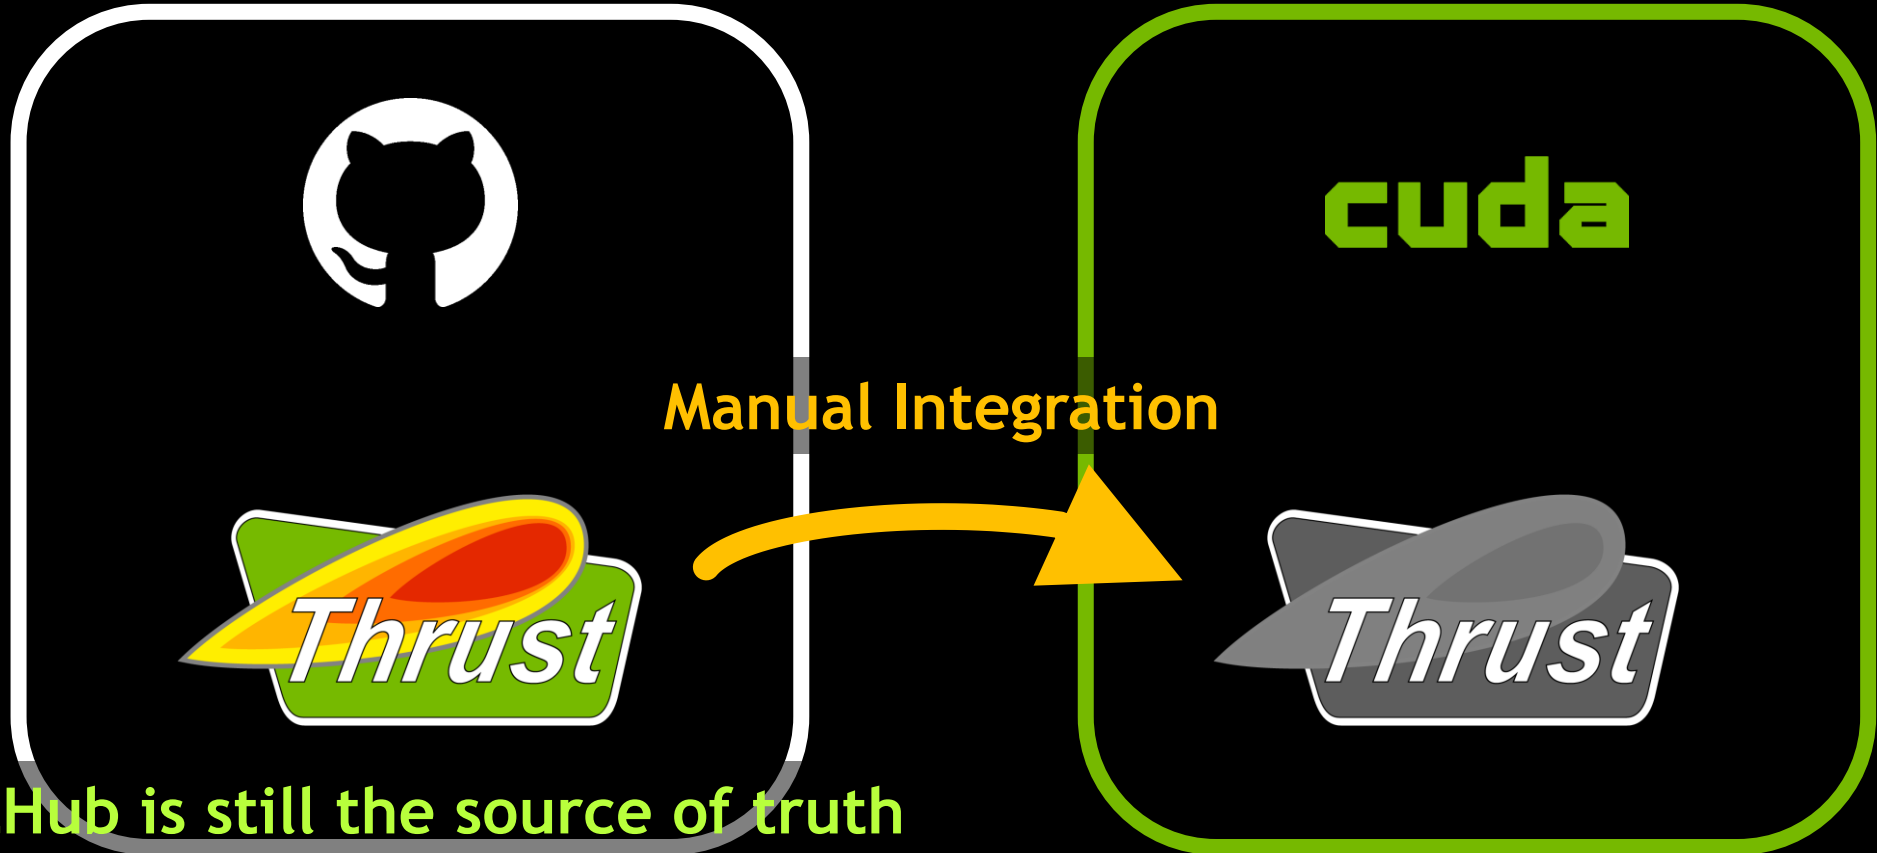 cuda
Manual Integration
Thrust
Thrust
Hub is still the source of truth